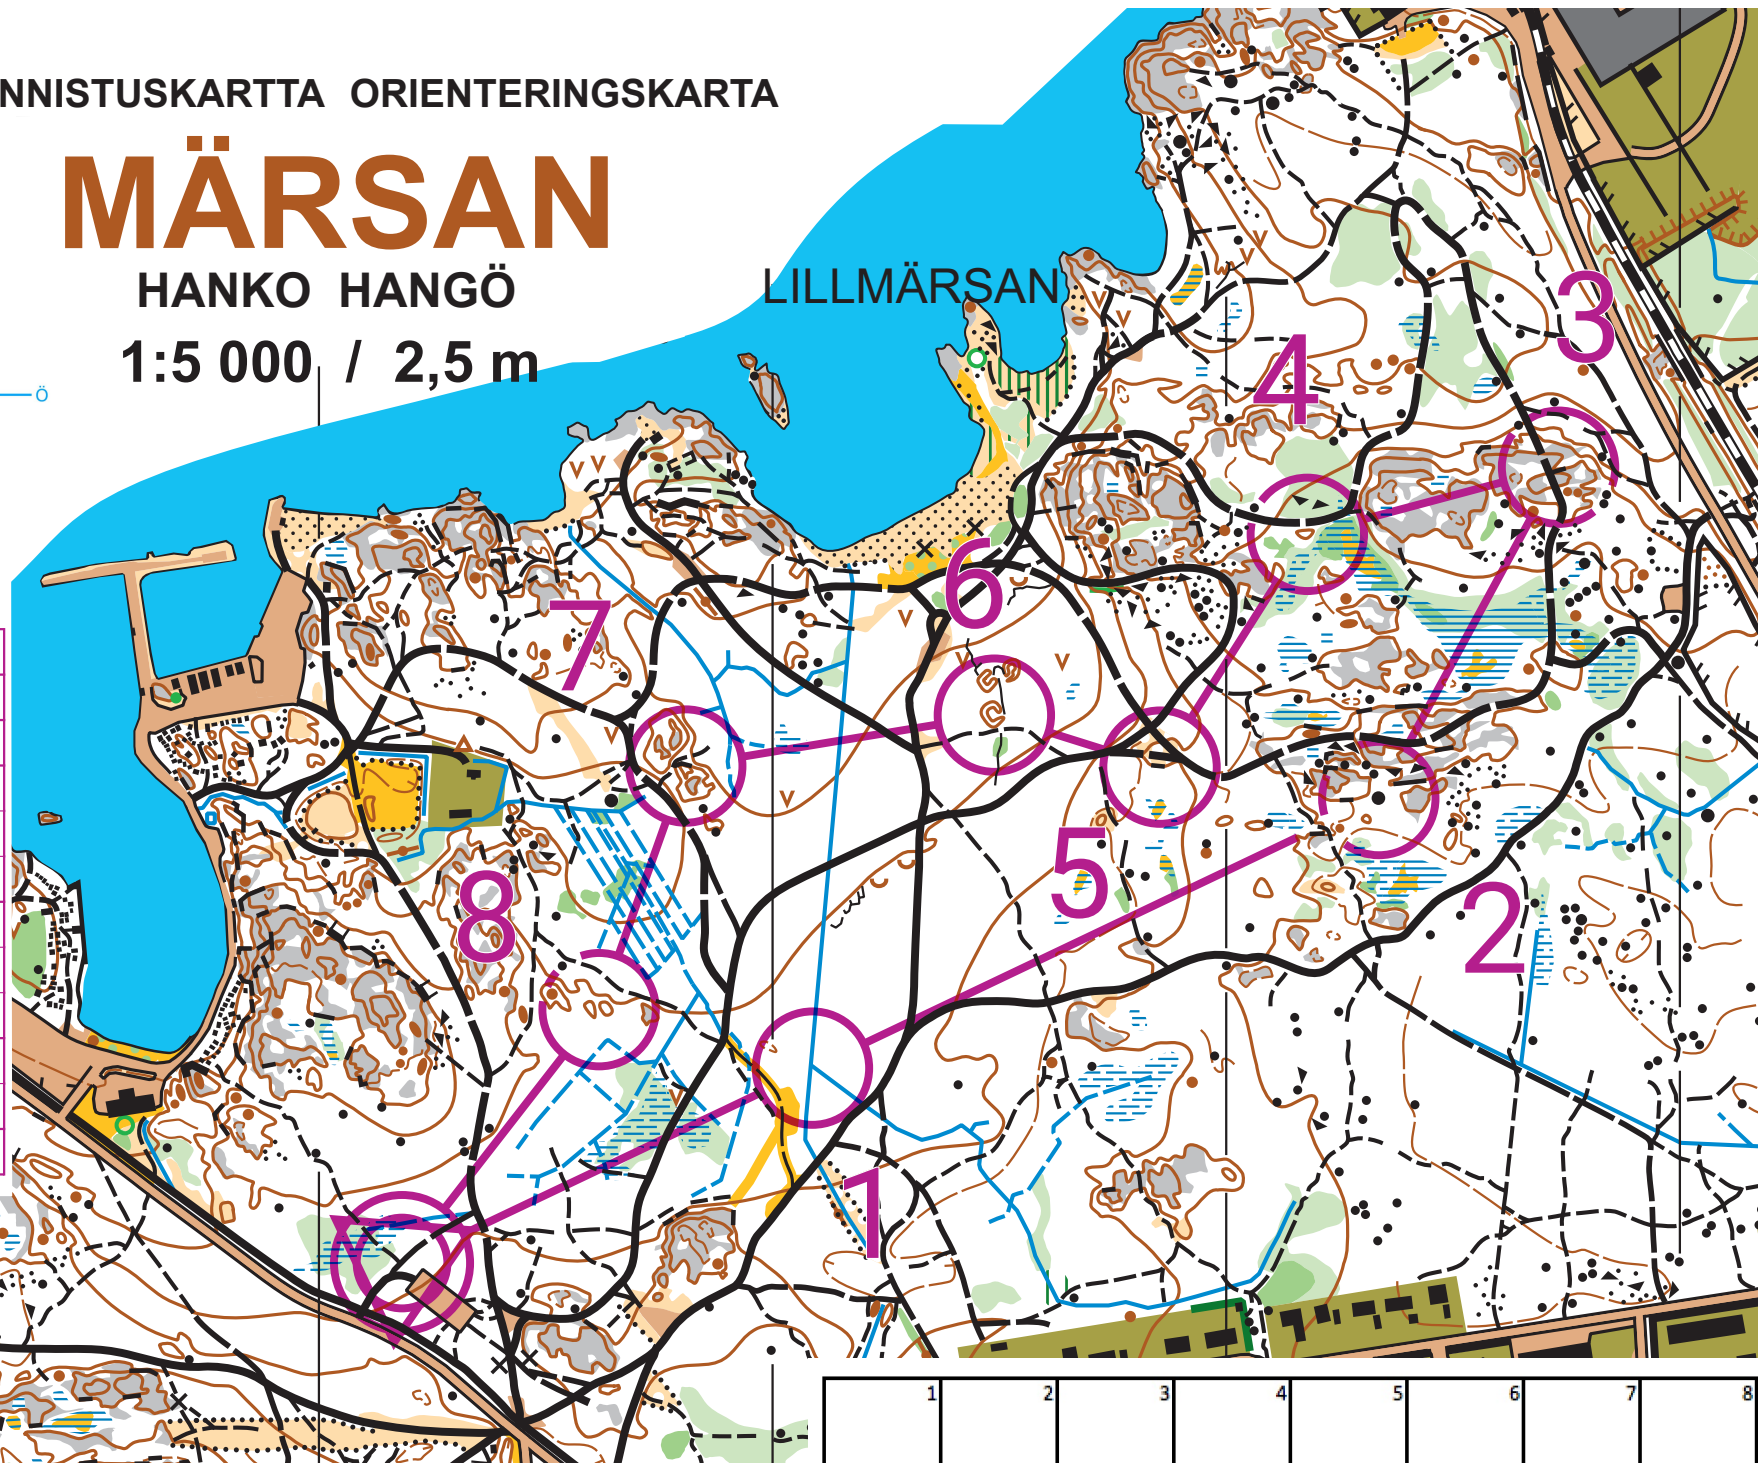 NNISTUSKARTTA ORIENTERINGSKARTA
MÄRSAN
HANKO HANGÖ
1:5 000 / 2,5 m
LILLMÄRSAN
Ö
3
4
6
7
5
8
2
1
1 2 3 4 5 6 7 8